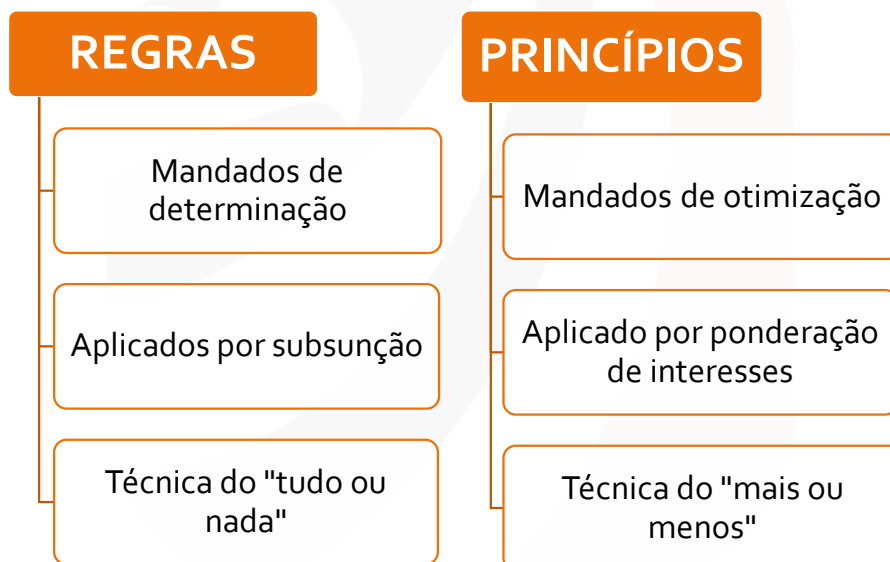 REGRAS
Mandados de
determinação
Aplicados por subsunção
Técnica do "tudo ou
nada"
PRINCÍPIOS
Mandados de otimização
Aplicado por ponderação
de interesses
Técnica do "mais ou
menos"